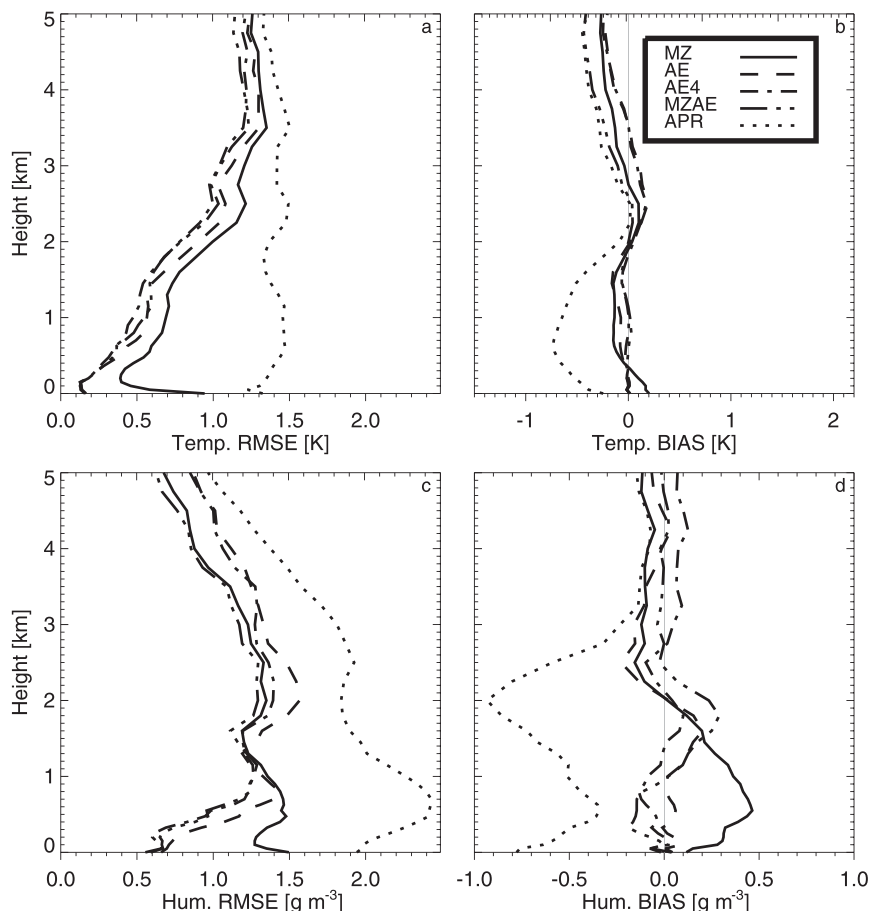 a
5
4
3
2
1
0
Height [km]
0.0 0.5 1.0 1.5 2.0
Temp. RMSE [K]
b
MZ
AE
AE4
MZAE
APR
-1 0 1 2
Temp. BIAS [K]
c
5
4
3
2
1
0
Height [km]
0.0 0.5 1.0 1.5 2.0 2.5
Hum. RMSE [g m-3]
d
-1.0 -0.5 0.0 0.5 1.0
Hum. BIAS [g m-3]